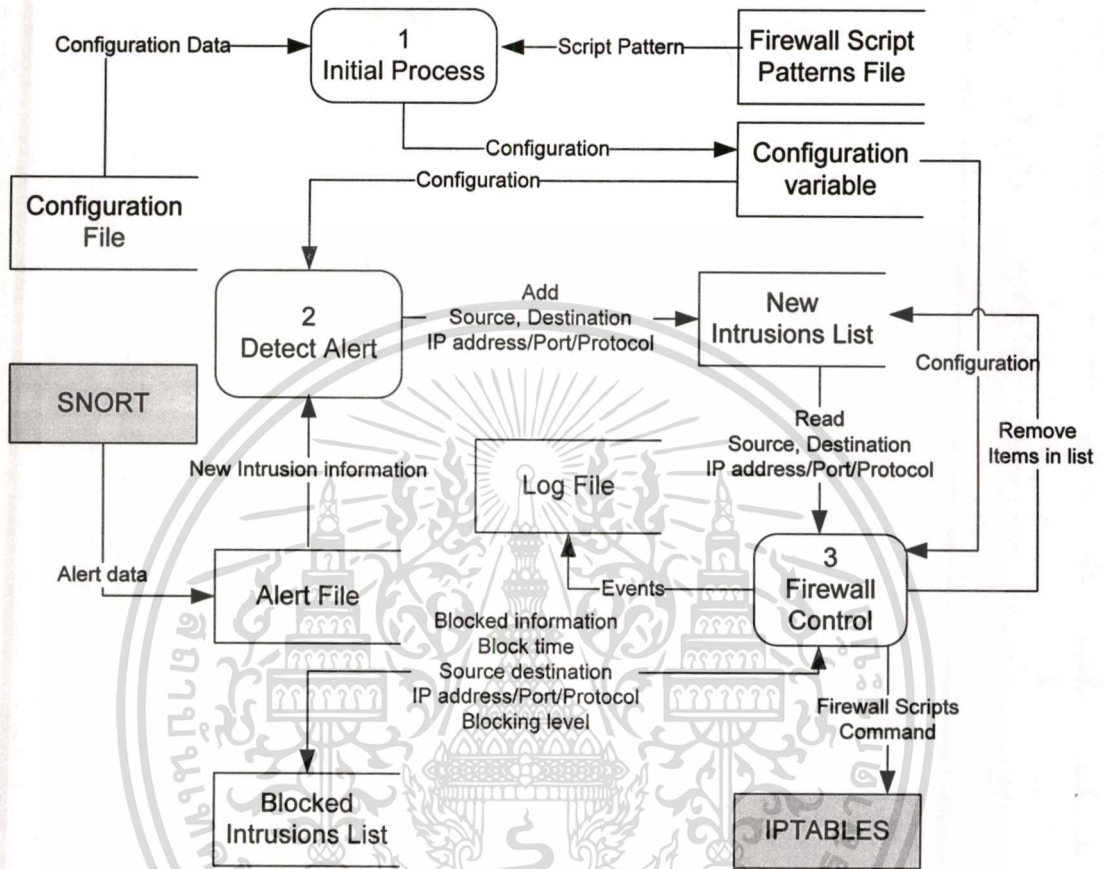 Configuration Data
1
Initial Process
Script Pattern
Firewall Script
Patterns File
Configuration
Configuration
variable
Configuration
Configuration
File
2
Detect Alert
Add
Source, Destination
IP address/Port/Protocol
New
Intrusions List
Configuration
SNORT
New Intrusion information
Read
Source, Destination
IP address/Port/Protocol
Remove
Items in list
Log File
Alert data
Alert File
Events
3
Firewall
Control
Blocked information
Block time
Source destination
IP address/Port/Protocol
Blocking level
Firewall Scripts
Command
Blocked
Intrusions List
IPTABLES